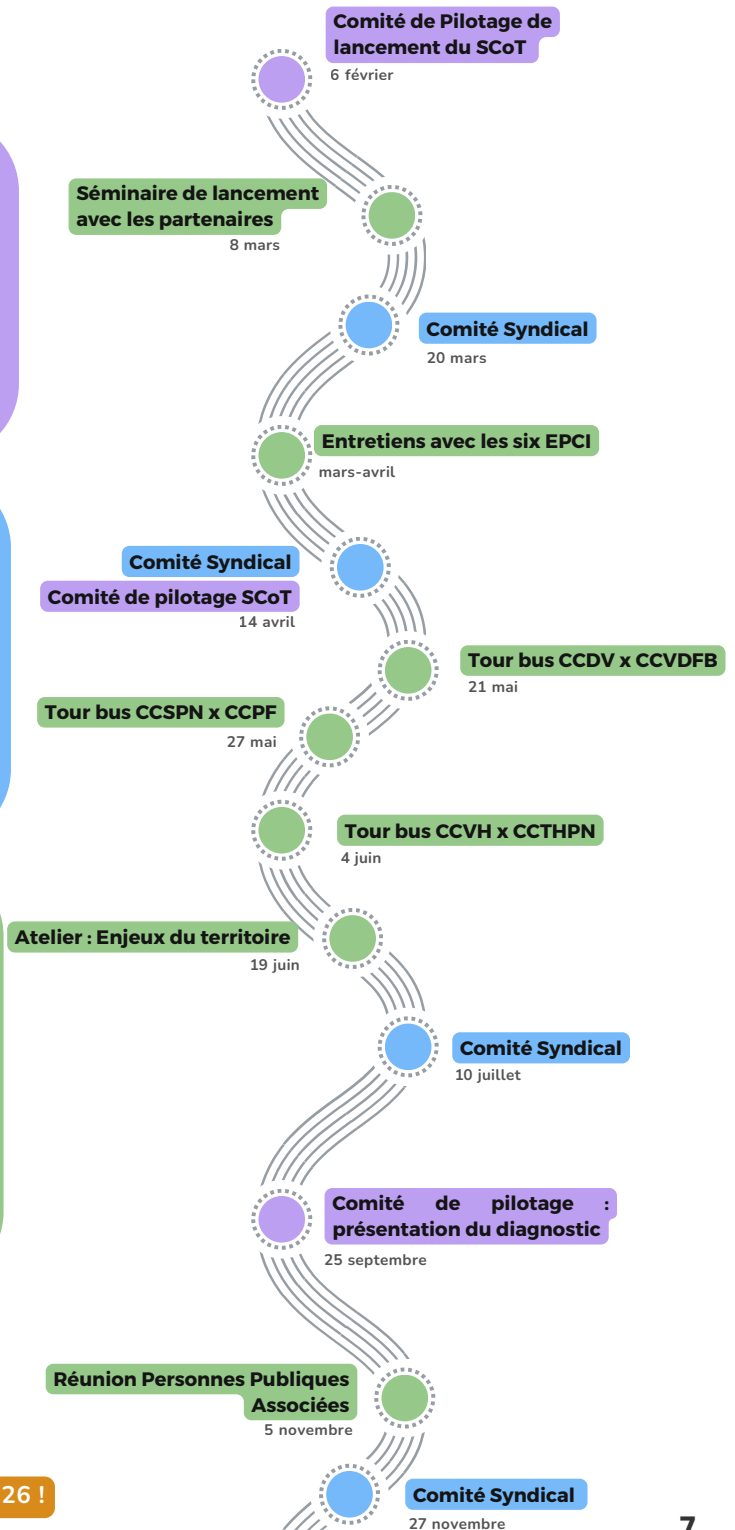 Comité de Pilotage de
lancement du SCoT
6 février
Séminaire de lancement
avec les partenaires
8 mars
Comité Syndical
20 mars
Entretiens avec les six EPCI
mars-avril
Comité Syndical
Comité de pilotage SCoT
14 avril
Tour bus CCDV x CCVDFB
21 mai
Tour bus CCSPN x CCPF
27 mai
Tour bus CCVH x CCTHPN
4 juin
Atelier : Enjeux du territoire
19 juin
Comité Syndical
10 juillet
Comité de pilotage :
présentation du diagnostic
25 septembre
Réunion Personnes Publiques
Associées
5 novembre
26 !
Comité Syndical
27 novembre
7